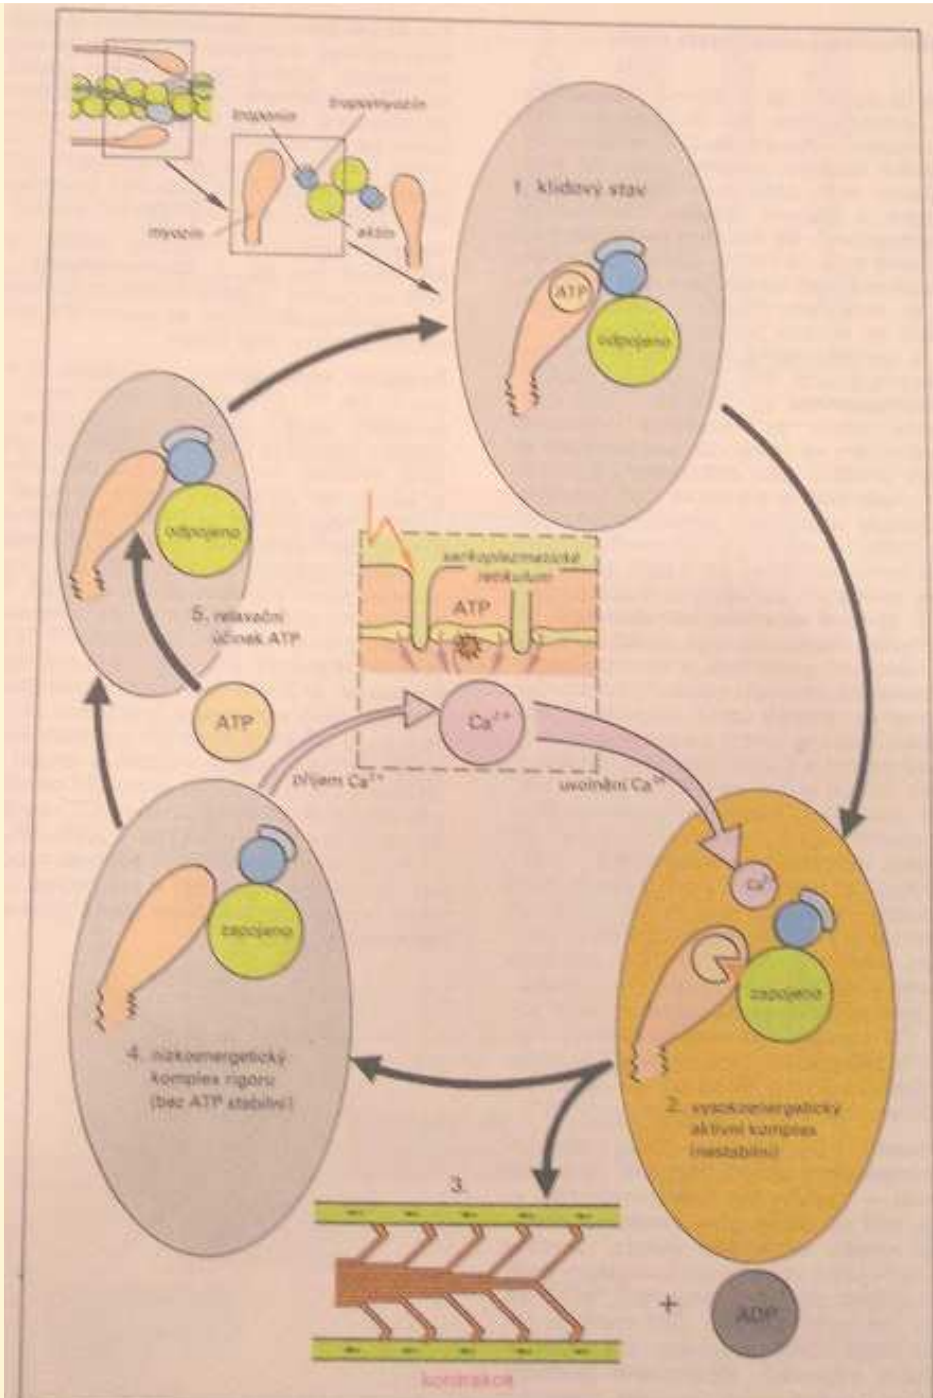 troponin
tropomyozin
myozin
aktin
1. klidový stav
ATP
odpojeno
odpojeno
sarkoplazmatické
retikulum
ATP
5. relaxační
účinek ATP
ATP
Ca²⁺
příjem Ca²⁺
uvolnění Ca²⁺
Ca²⁺
zapojeno
zapojeno
4. nízkoenergetický
komplex rigoru
(bez ATP stabilní)
2. vysokoenergetický
aktivní komplex
(nestabilní)
3.
+
ADP
kontrakce